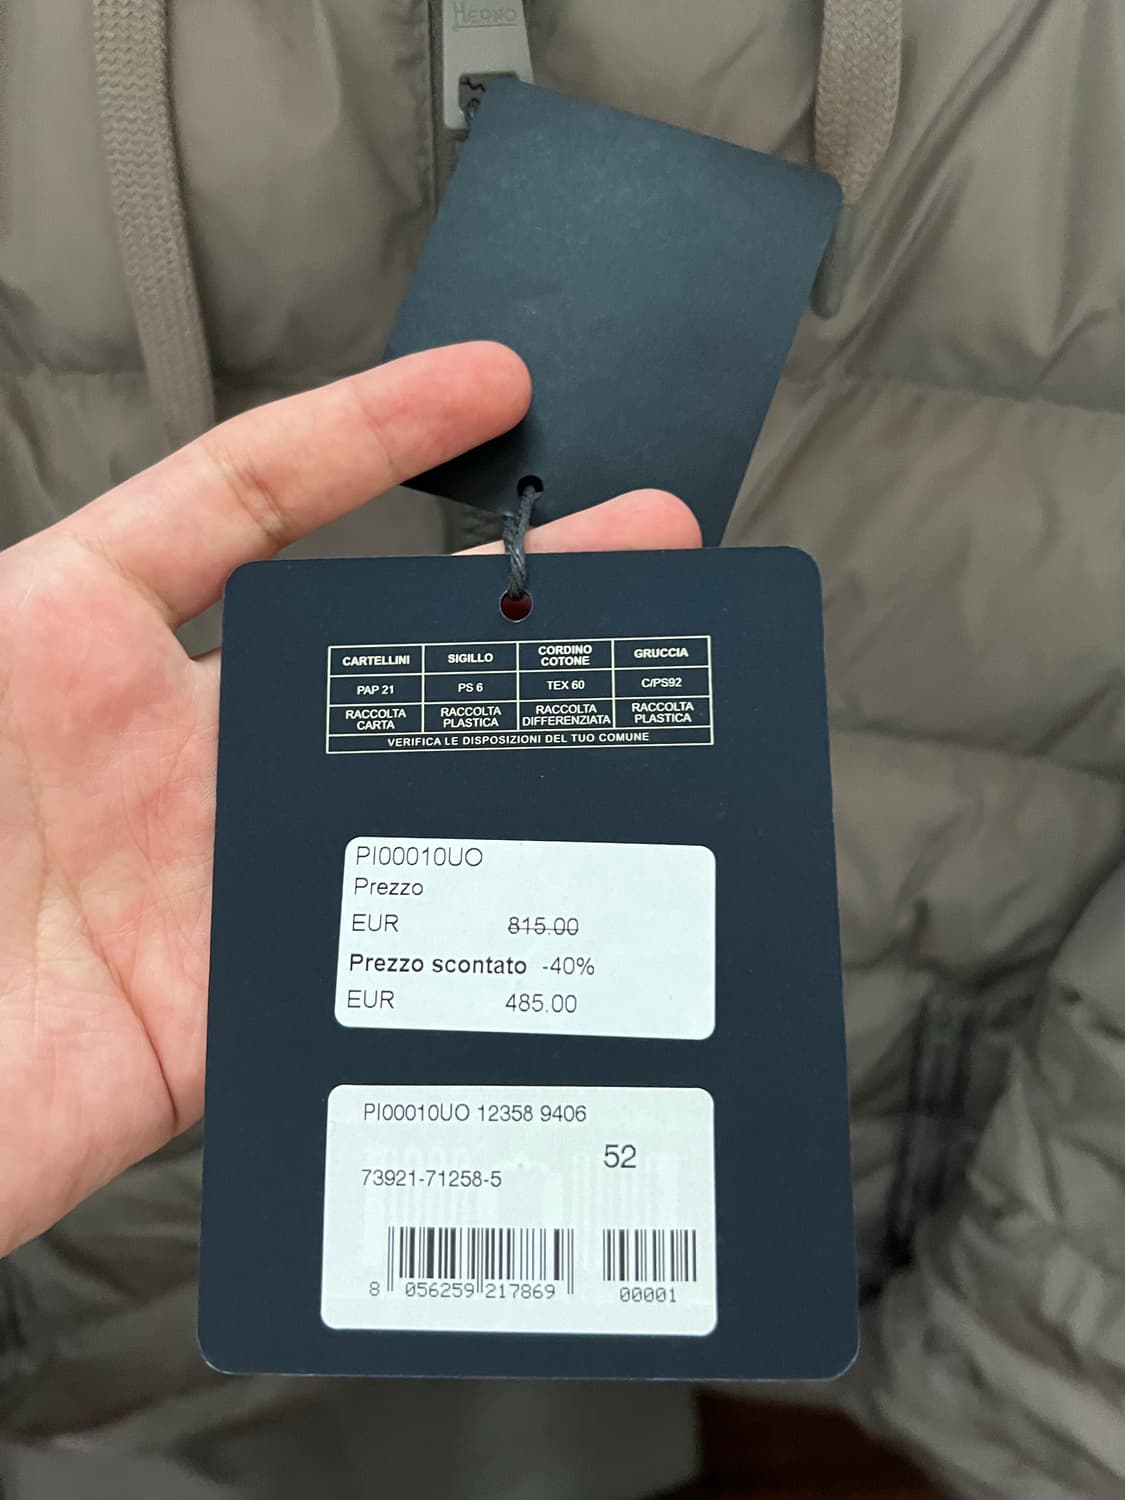 HERNO
CARTELLINI SIGILLO CORDINO COTONE GRUCCIA
PAP 21 PS 6 TEX 60 C/PS92
RACCOLTA CARTA RACCOLTA PLASTICA RACCOLTA DIFFERENZIATA RACCOLTA PLASTICA
VERIFICA LE DISPOSIZIONI DEL TUO COMUNE
PI00010UO
Prezzo
EUR 815.00
Prezzo scontato -40%
EUR 485.00
PI00010UO 12358 9406
52
73921-71258-5
8 056259 217869 00001